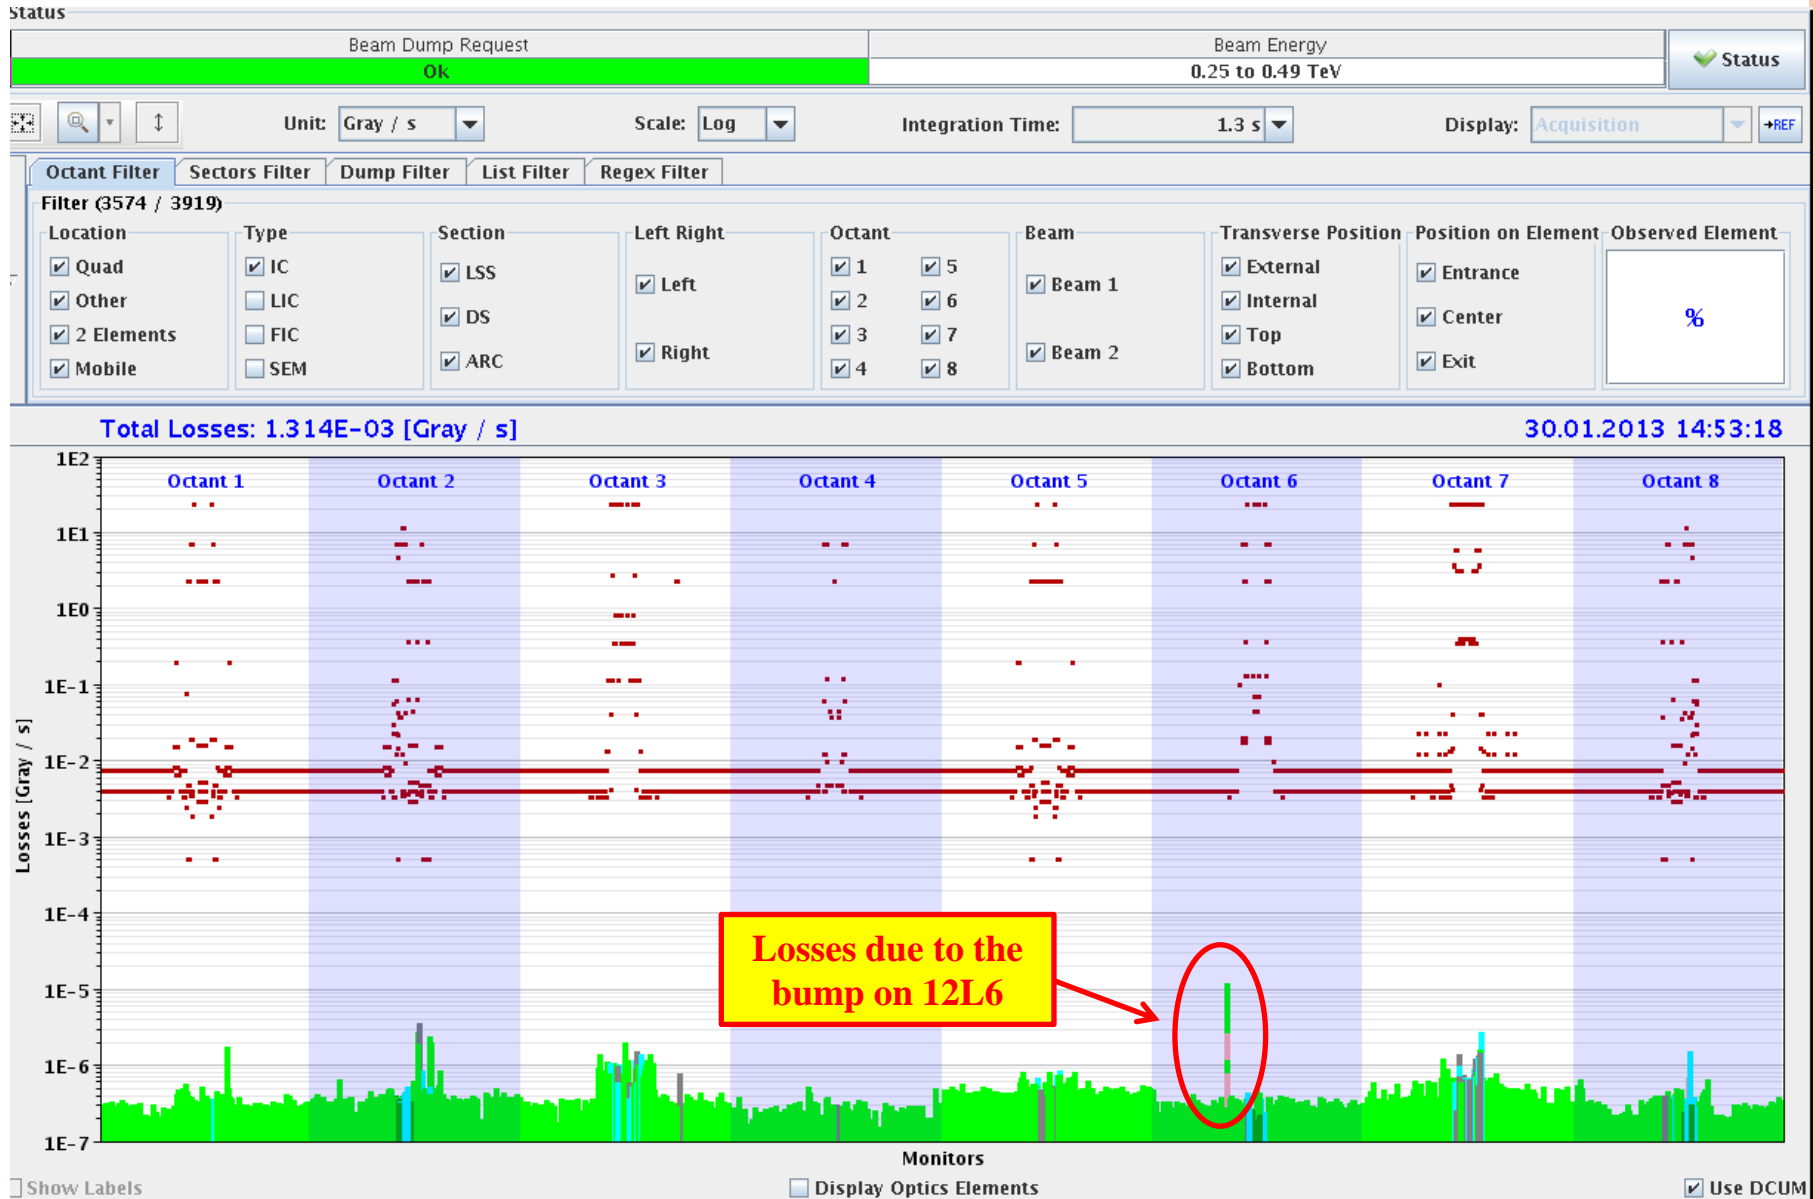 Status
Beam Dump Request Beam Energy
Ok 0.25 to 0.49 TeV
Status
Unit: Gray / s Scale: Log Integration Time: 1.3 s Display: Acquisition →REF
Octant Filter Sectors Filter Dump Filter List Filter Regex Filter
Filter (3574 / 3919)
Location Type Section Left Right Octant Beam Transverse Position Position on Element Observed Element
Quad IC LSS Left 1 5 Beam 1 External Entrance
Other LIC 2 6 Internal
DS Center %
2 Elements FIC 3 7 Top
Right Beam 2
Mobile SEM ARC 4 8 Bottom Exit
Total Losses: 1.314E-03 [Gray / s] 30.01.2013 14:53:18
1E2
Octant 1 Octant 2 Octant 3 Octant 4 Octant 5 Octant 6 Octant 7 Octant 8
1E1
1E0
1E-1
1E-2
1E-3
1E-4
1E-5
1E-6
1E-7
Losses [Gray / s]
Losses due to the
bump on 12L6
Monitors
Show Labels Display Optics Elements Use DCUM